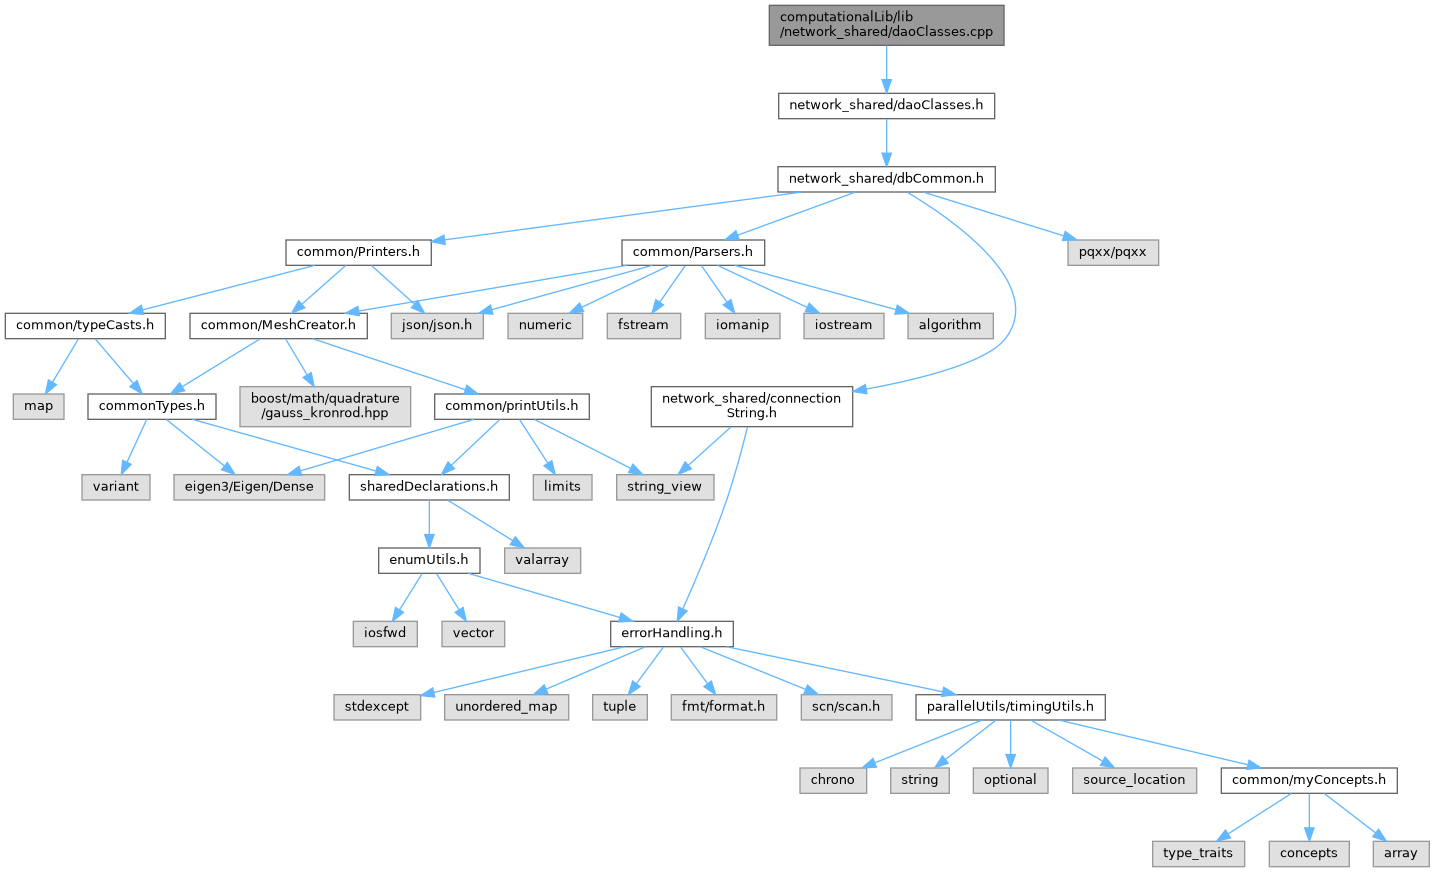 computationalLib/lib
/network_shared/daoClasses.cpp
network_shared/daoClasses.h
network_shared/dbCommon.h
common/Printers.h
common/Parsers.h
pqxx/pqxx
common/typeCasts.h
common/MeshCreator.h
json/json.h
numeric
fstream
iomanip
iostream
algorithm
map
commonTypes.h
boost/math/quadrature
/gauss_kronrod.hpp
common/printUtils.h
network_shared/connection
String.h
variant
eigen3/Eigen/Dense
sharedDeclarations.h
limits
string_view
enumUtils.h
valarray
iosfwd
vector
errorHandling.h
stdexcept
unordered_map
tuple
fmt/format.h
scn/scan.h
parallelUtils/timingUtils.h
chrono
string
optional
source_location
common/myConcepts.h
type_traits
concepts
array